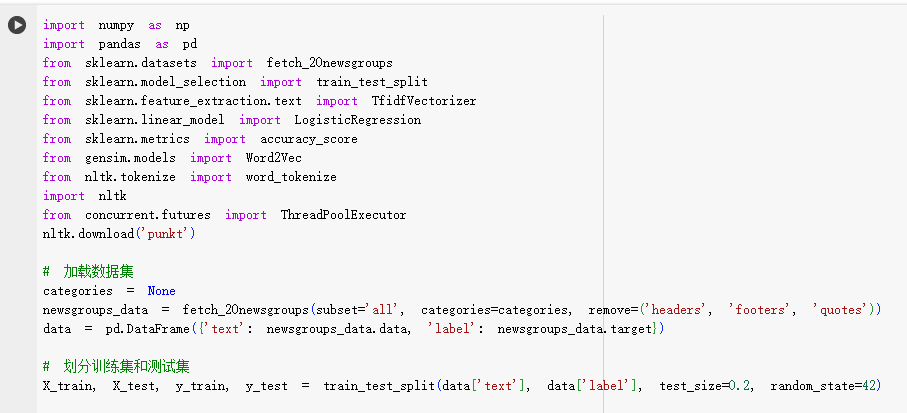 import numpy as np
import pandas as pd
from sklearn.datasets import fetch_20newsgroups
from sklearn.model_selection import train_test_split
from sklearn.feature_extraction.text import TfidfVectorizer
from sklearn.linear_model import LogisticRegression
from sklearn.metrics import accuracy_score
from gensim.models import Word2Vec
from nltk.tokenize import word_tokenize
import nltk
from concurrent.futures import ThreadPoolExecutor
nltk.download('punkt')
# 加载数据集
categories = None
newsgroups_data = fetch_20newsgroups(subset='all', categories=categories, remove=('headers', 'footers', 'quotes'))
data = pd.DataFrame({'text': newsgroups_data.data, 'label': newsgroups_data.target})
# 划分训练集和测试集
X_train, X_test, y_train, y_test = train_test_split(data['text'], data['label'], test_size=0.2, random_state=42)